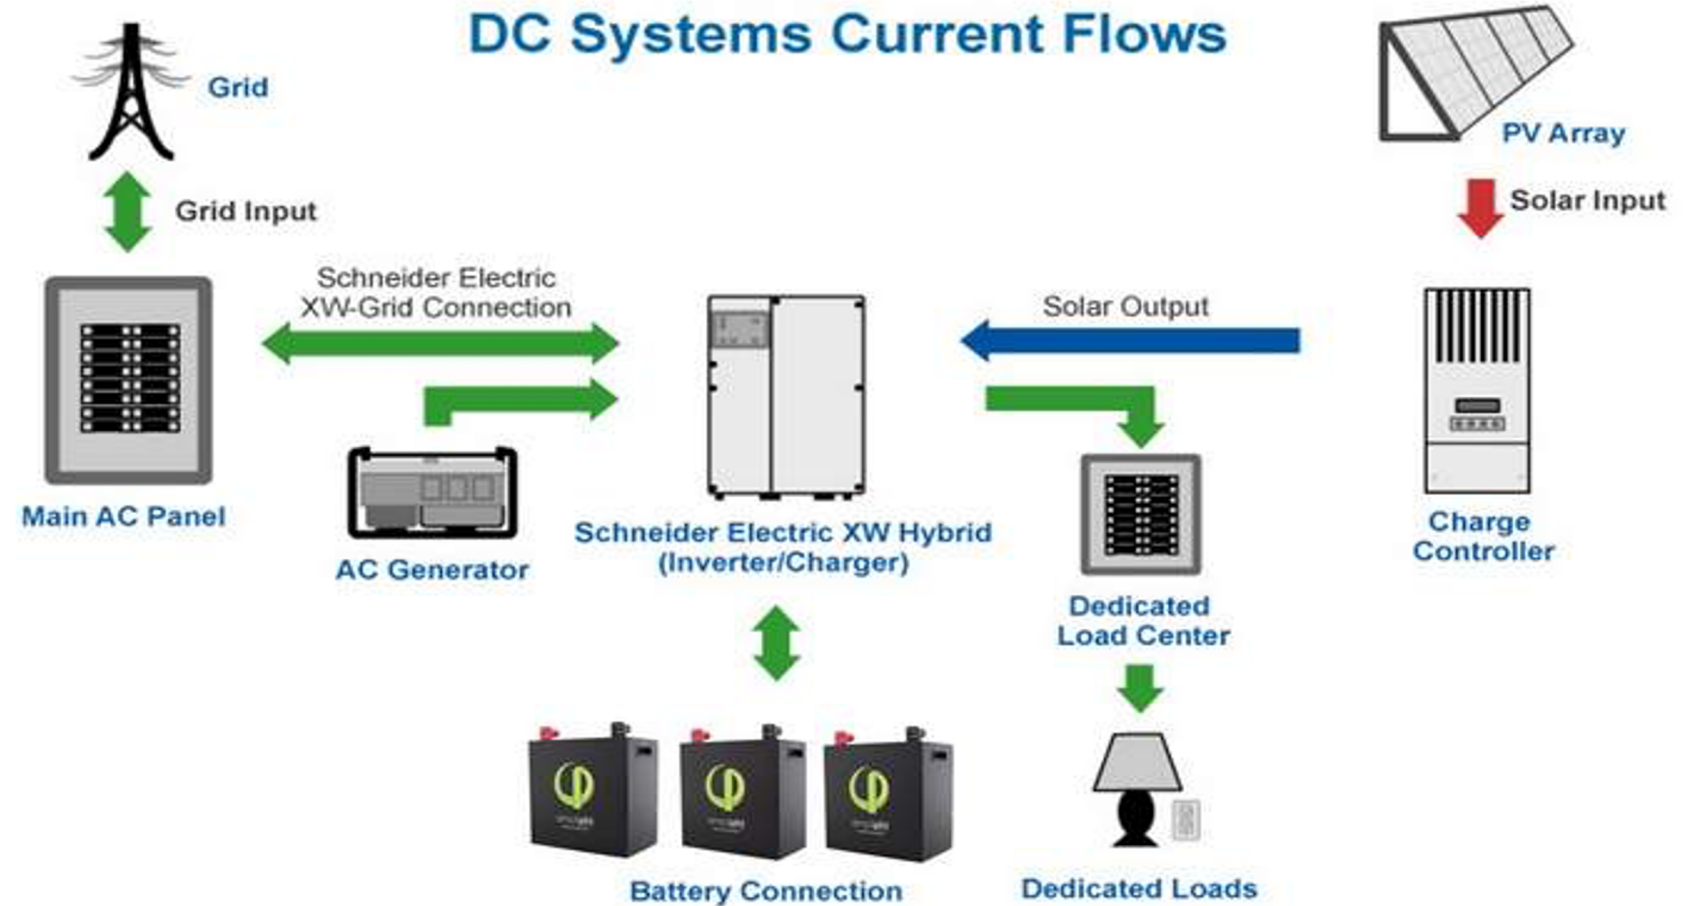 DC Systems Current Flows
Grid
PV Array
Grid Input
Solar Input
Schneider Electric
XW-Grid Connection
Solar Output
Main AC Panel
AC Generator
Schneider Electric XW Hybrid
(Inverter/Charger)
Charge
Controller
Dedicated
Load Center
Battery Connection
Dedicated Loads